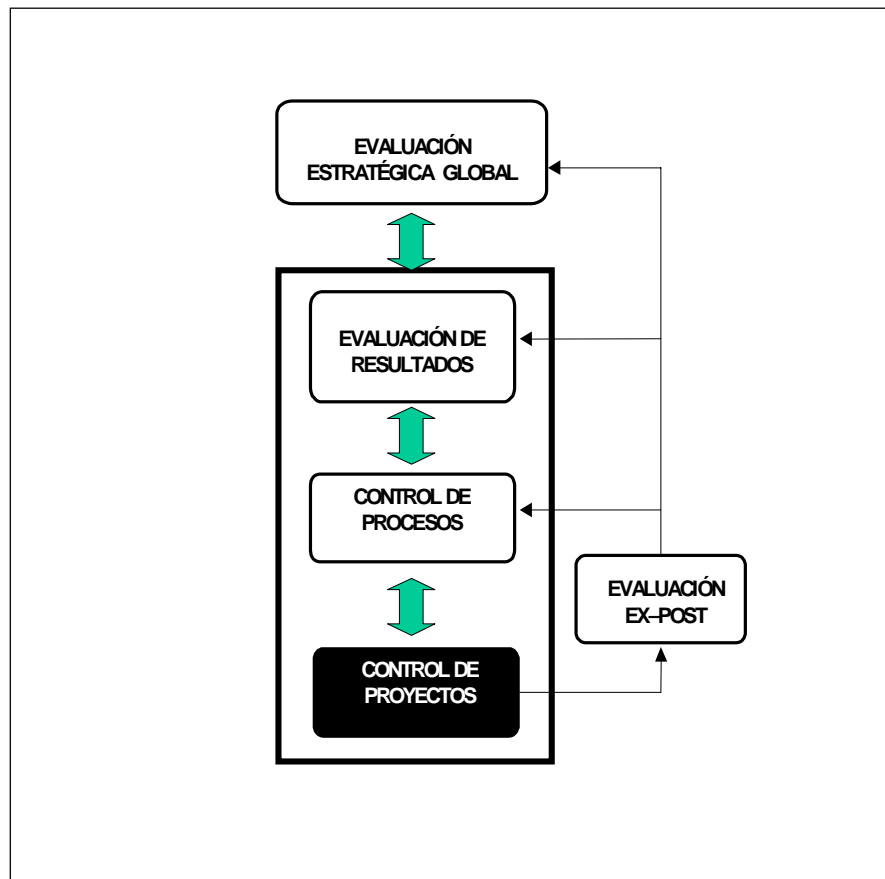 EVALUACIÓN
ESTRATÉGICA GLOBAL
EVALUACIÓN DE
RESULTADOS
CONTROL DE
PROCESOS
EVALUACIÓN
EX–POST
CONTROL DE
PROYECTOS